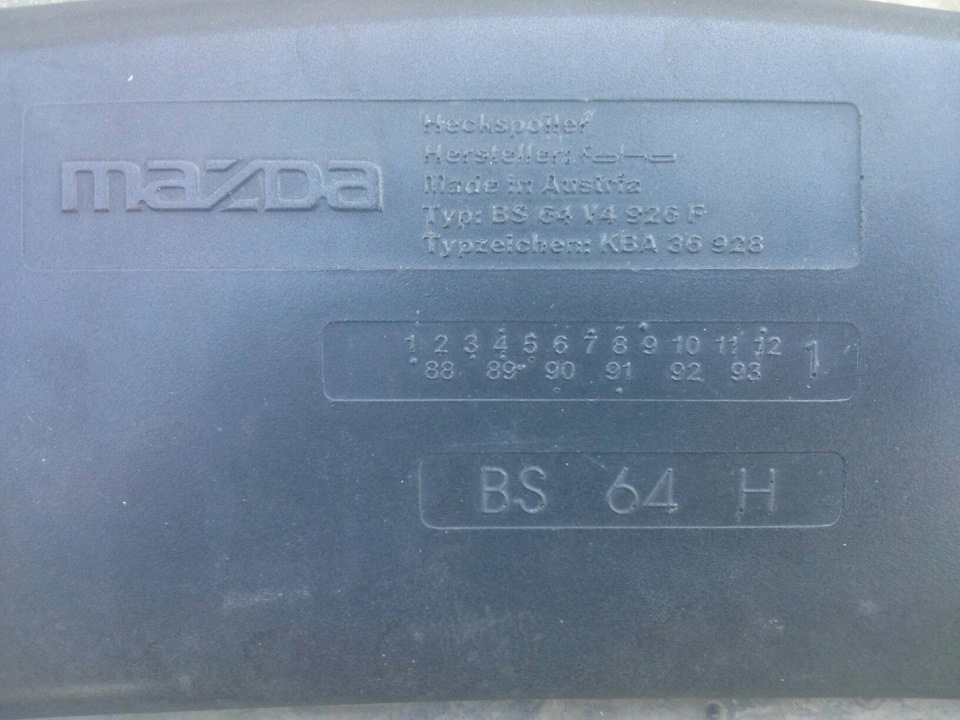 mazda
Heckspoiler
Hersteller: foha
Made in Austria
Typ: BS 64 V4 926 F
Typzeichen: KBA 36 928
1 2 3 4 5 6 7 8 9 10 11 12 1
88 89 90 91 92 93
BS 64 H